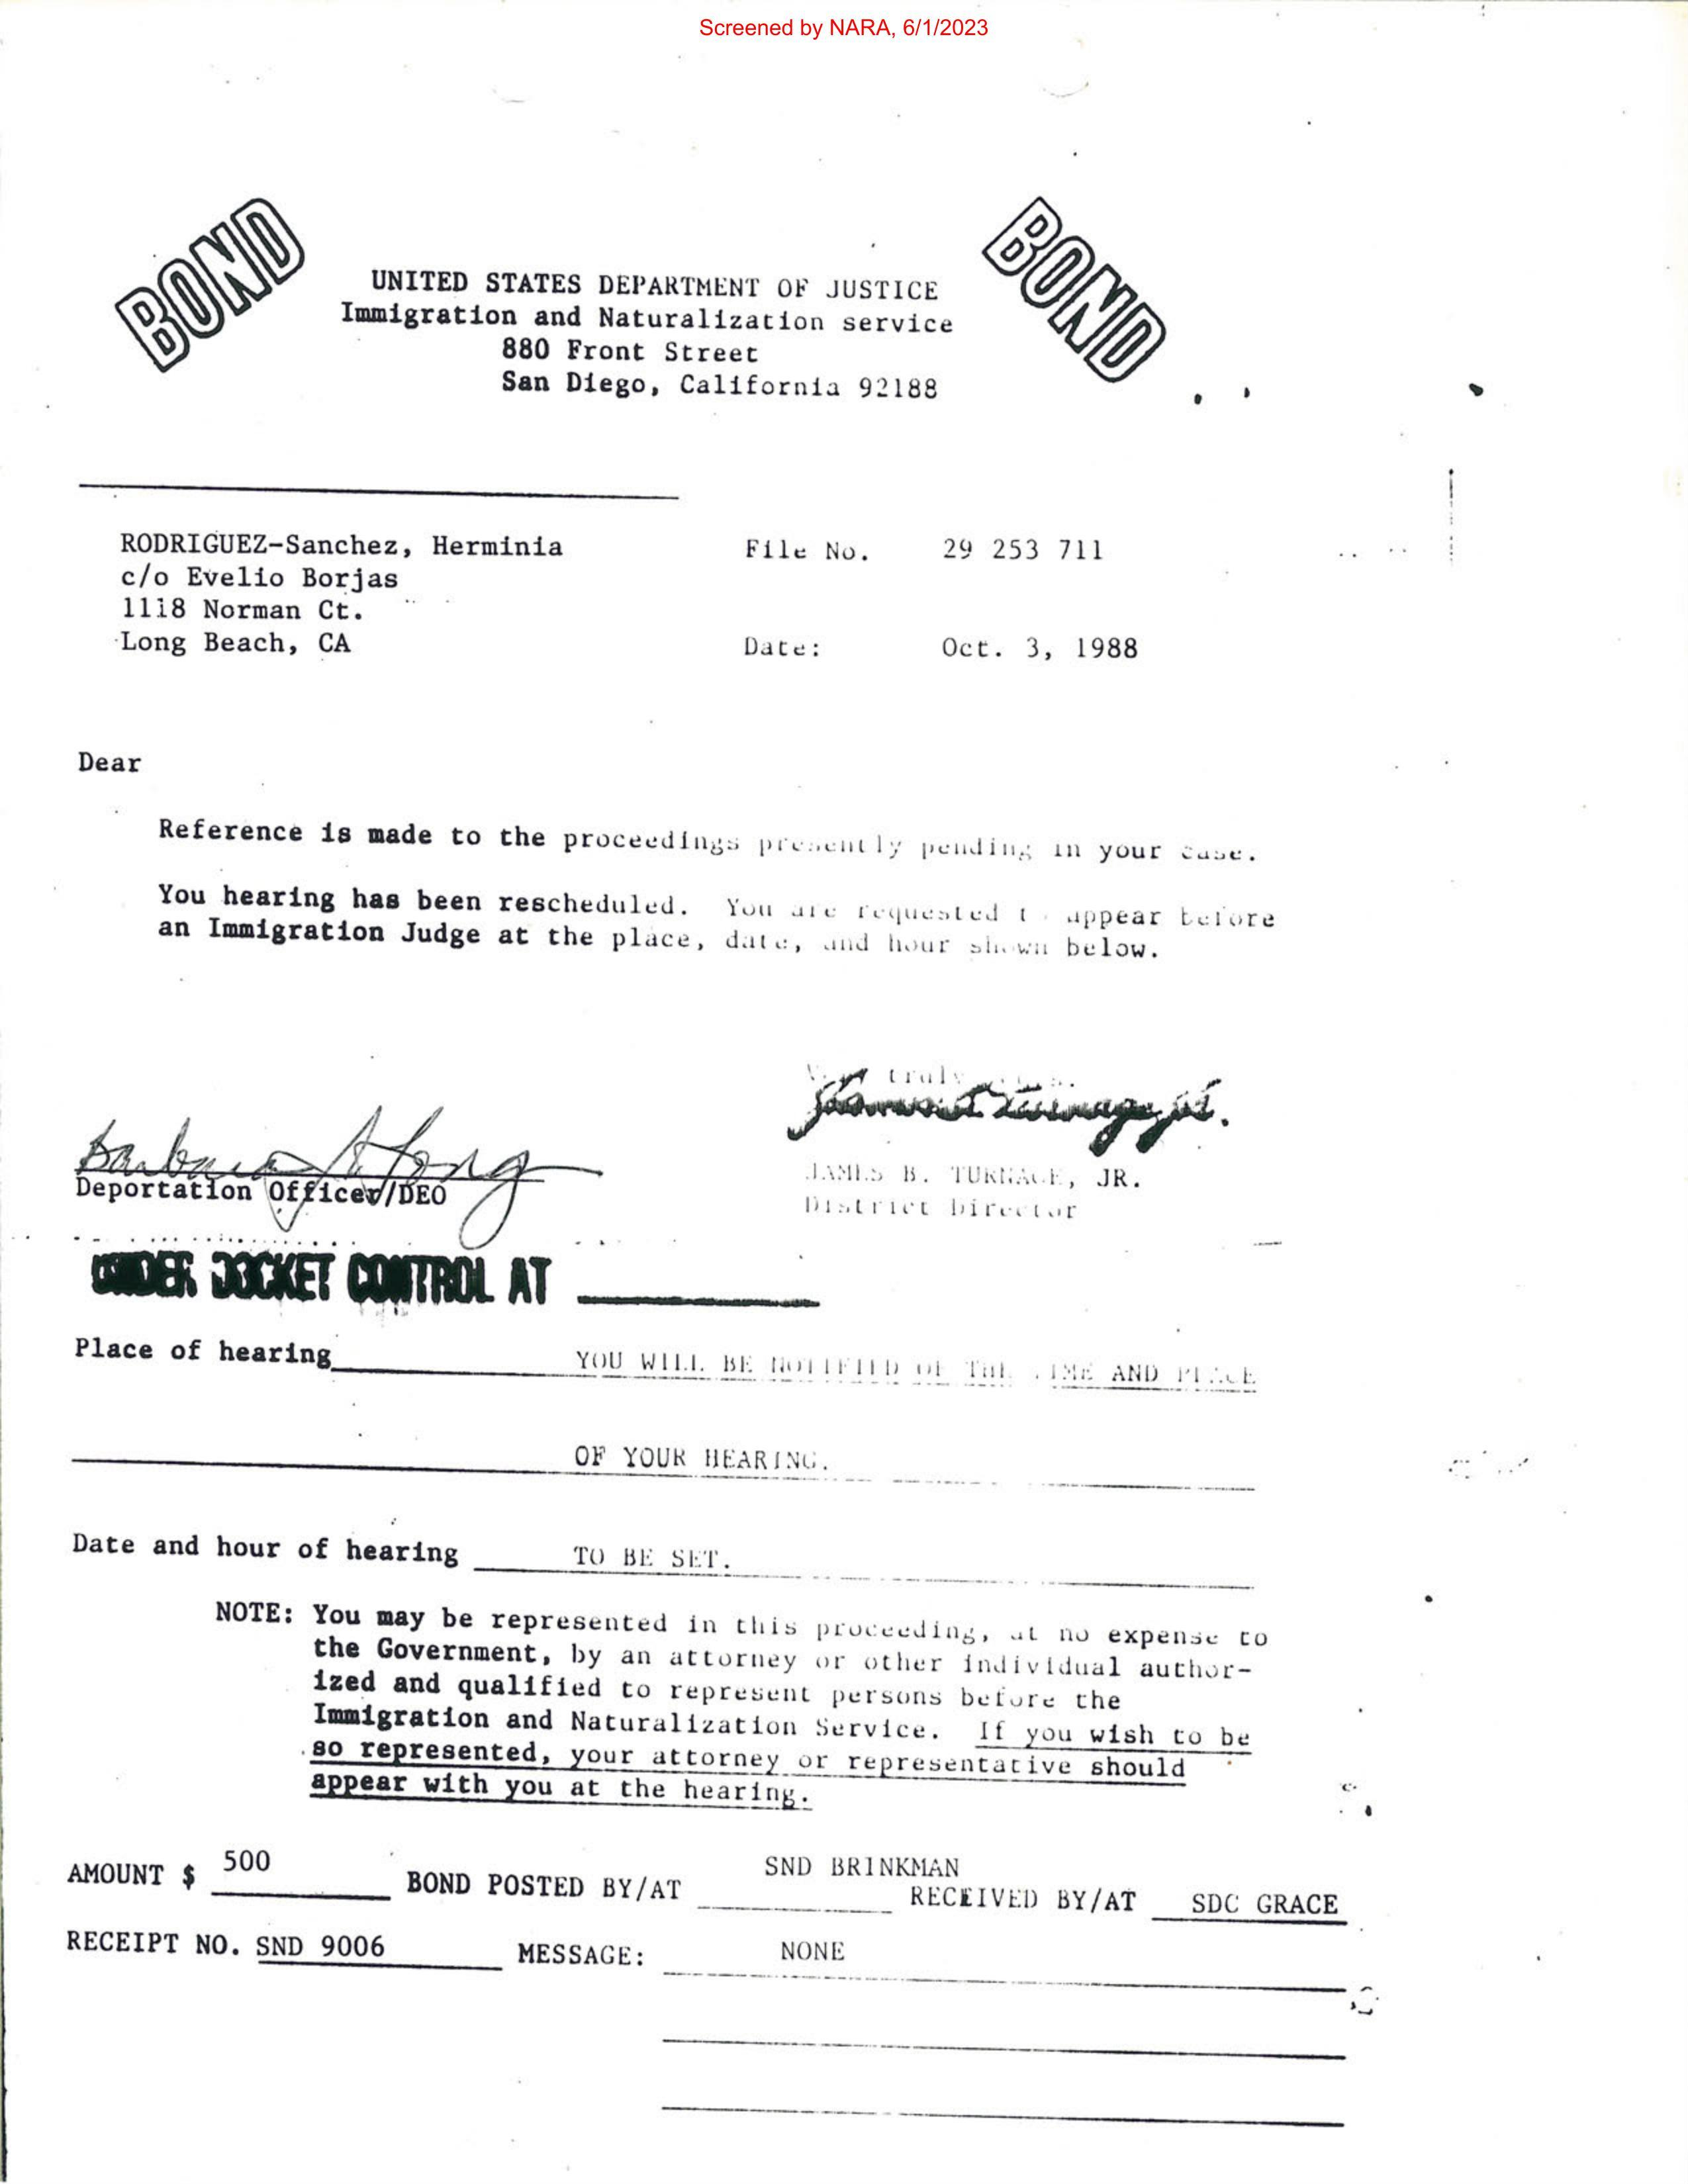 Screened by NARA, 6/1/2023
BOND
BOND
UNITED STATES DEPARTMENT OF JUSTICE
Immigration and Naturalization service
880 Front Street
San Diego, California 92188
RODRIGUEZ-Sanchez, Herminia
File No. 29 253 711
c/o Evelio Borjas
1118 Norman Ct.
Long Beach, CA
Date: Oct. 3, 1988
Dear
Reference is made to the proceedings presently pending in your case.
You hearing has been rescheduled. You are requested to appear before
an Immigration Judge at the place, date, and hour shown below.
truly
Barbara A Long
Deportation Officer/DEO
JAMES B. TURNAGE, JR.
District Director
UNDER DOCKET CONTROL AT
Place of hearing YOU WILL BE NOTIFIED OF THE TIME AND PLACE
OF YOUR HEARING.
Date and hour of hearing TO BE SET.
NOTE: You may be represented in this proceeding, at no expense to
the Government, by an attorney or other individual author-
ized and qualified to represent persons before the
Immigration and Naturalization Service. If you wish to be
so represented, your attorney or representative should
appear with you at the hearing.
AMOUNT $ 500 BOND POSTED BY/AT SND BRINKMAN RECEIVED BY/AT SDC GRACE
RECEIPT NO. SND 9006 MESSAGE: NONE